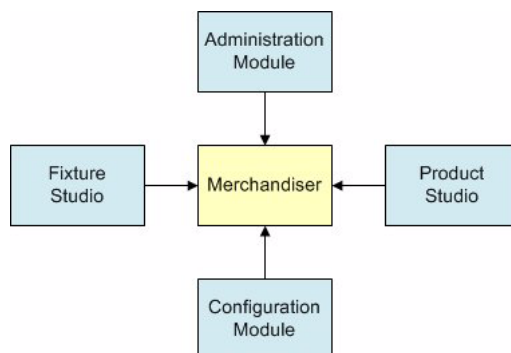 Administration
Module
Fixture
Studio
Merchandiser
Product
Studio
Configuration
Module